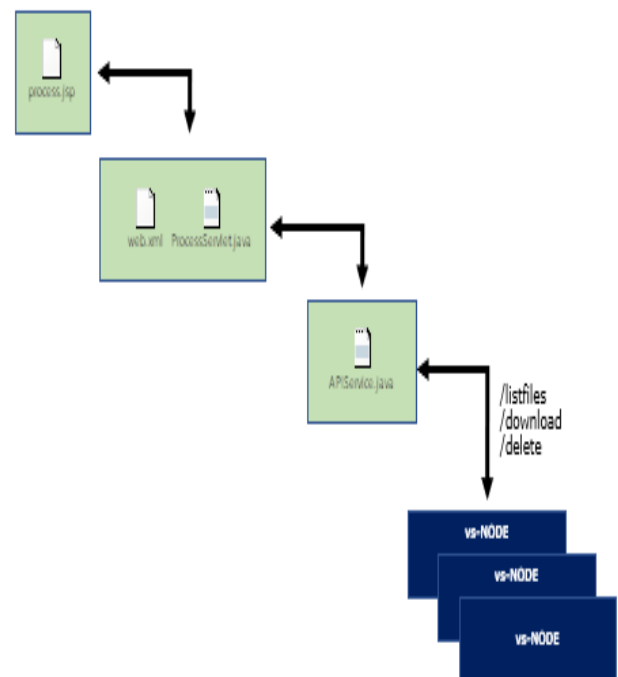 process.jsp
web.xml ProcessServlet.java
APIService.java
/listfiles
/download
/delete
vs-NODE
vs-NODE
vs-NODE